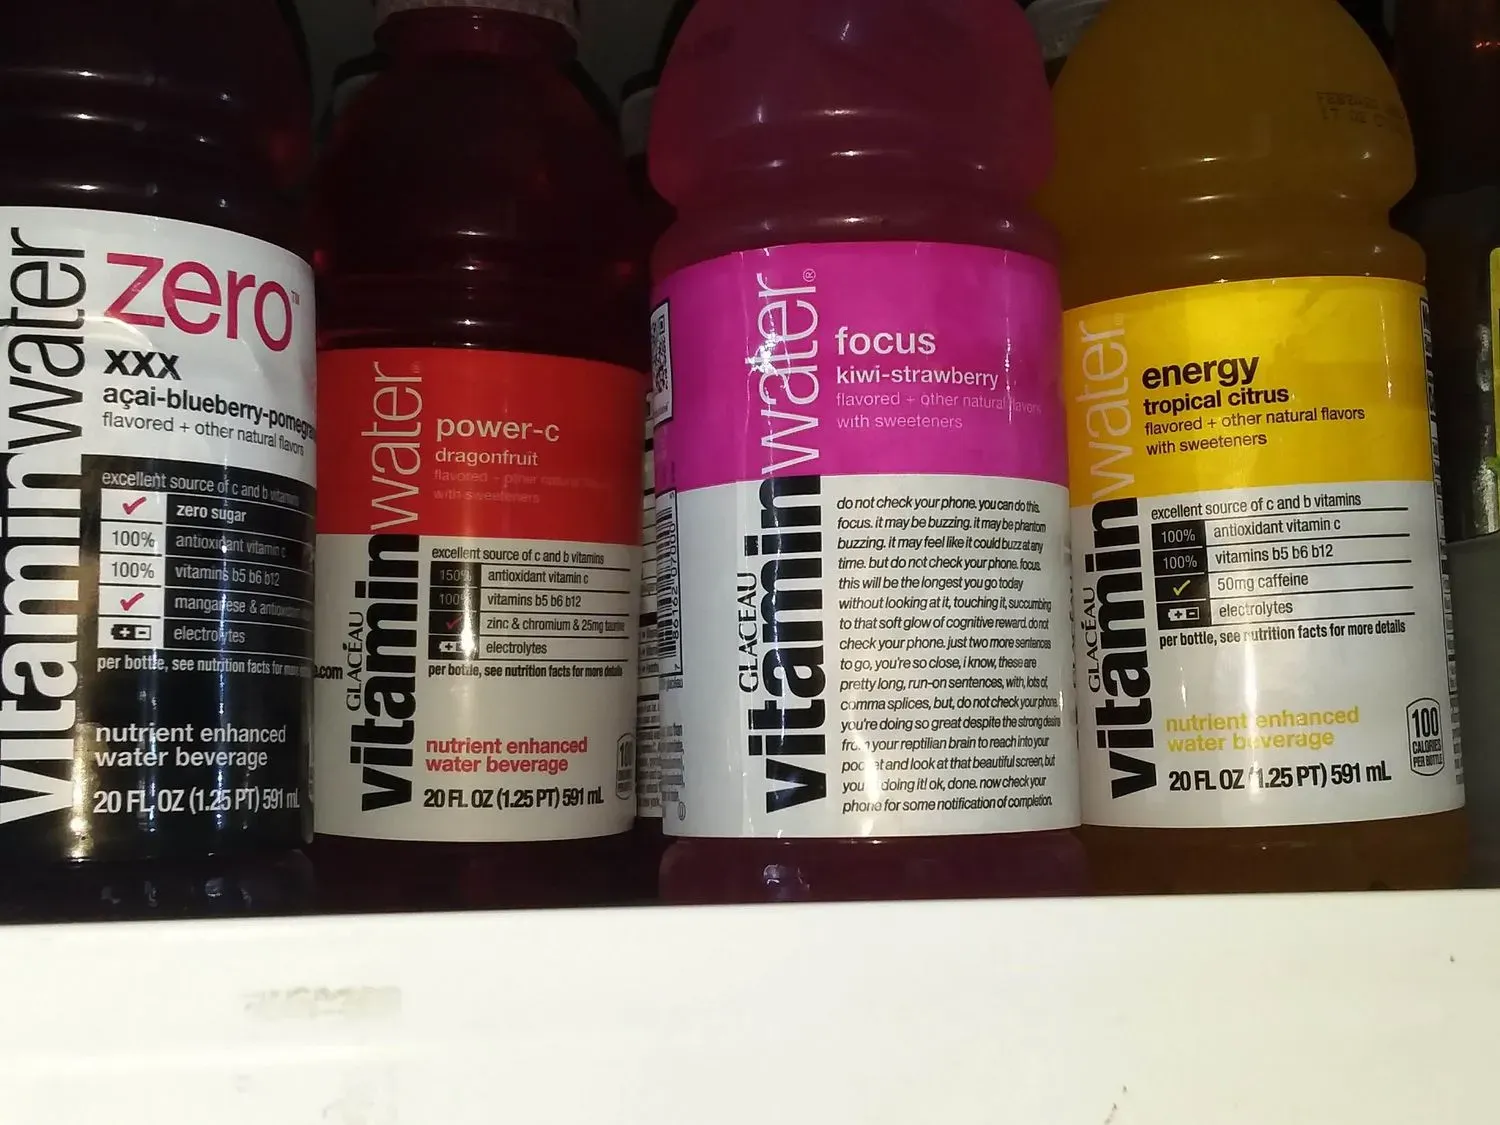 vitaminwater
zero™
xxx
açai-blueberry-pomegra
flavored + other natural flavors
excellent source of c and b vitamins
zero sugar
100% antioxidant vitamin c
100% vitamins b5 b6 b12
manganese & antioxidan
electrolytes
per bottle, see nutrition facts for more
nutrient enhanced
water beverage
20 FL OZ (1.25 PT) 591 mL
.com
GLACÉAU
vitaminwater
power-c
dragonfruit
flavored + other natural
with sweeteners
excellent source of c and b vitamins
150% antioxidant vitamin c
100% vitamins b5 b6 b12
zinc & chromium & 25mg taurine
electrolytes
per bottle, see nutrition facts for more details
nutrient enhanced
water beverage
20 FL OZ (1.25 PT) 591 mL
100
GLACÉAU
vitaminwater®
focus
kiwi-strawberry
flavored + other natural flavors
with sweeteners
do not check your phone. you can do this.
focus. it may be buzzing. it may be phantom
buzzing. it may feel like it could buzz at any
time. but do not check your phone. focus.
this will be the longest you go today
without looking at it, touching it, succumbing
to that soft glow of cognitive reward. do not
check your phone. just two more sentences
to go, you're so close, i know, these are
pretty long, run-on sentences, with, lots of,
comma splices, but, do not check your phone,
you're doing so great despite the strong desire
from your reptilian brain to reach into your
pocket and look at that beautiful screen, but
you doing it! ok, done. now check your
phone for some notification of completion.
GLACÉAU
vitaminwater
energy
tropical citrus
flavored + other natural flavors
with sweeteners
excellent source of c and b vitamins
100% antioxidant vitamin c
100% vitamins b5 b6 b12
50mg caffeine
electrolytes
per bottle, see nutrition facts for more details
nutrient enhanced
water beverage
20 FL OZ (1.25 PT) 591 mL
100
CALORIES
PER BOTTLE